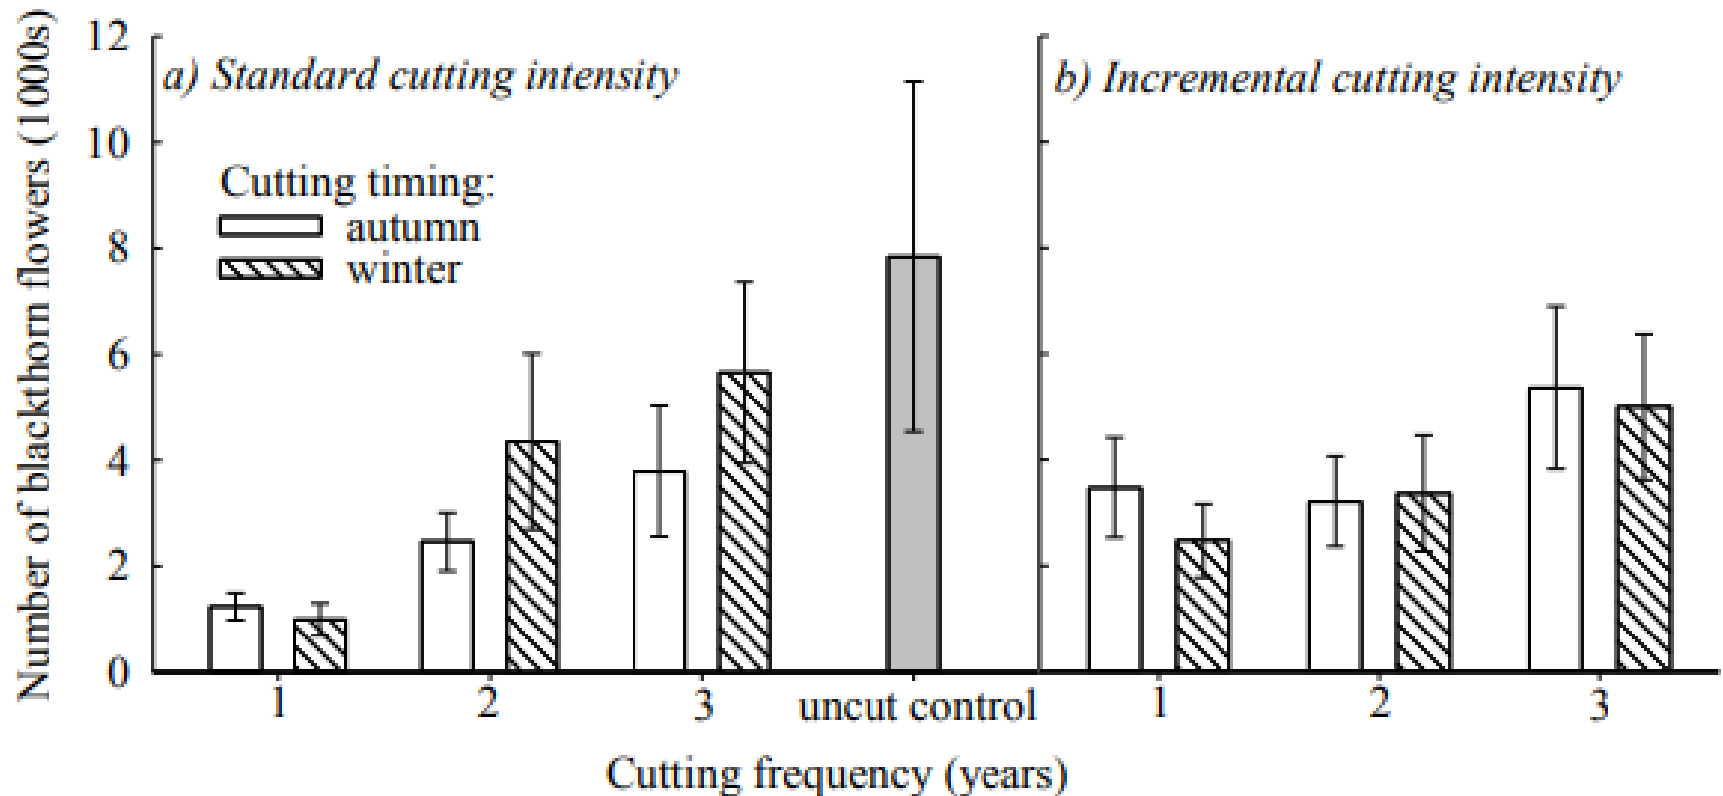 Number of blackthorn flowers (1000s)
12
10
8
6
4
2
0
a) Standard cutting intensity
Cutting timing:
autumn
winter
b) Incremental cutting intensity
1 2 3 uncut control 1 2 3
Cutting frequency (years)